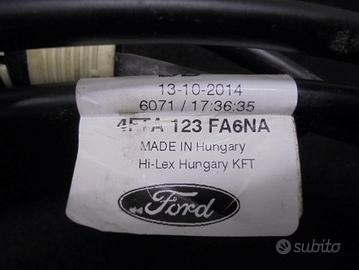 13-10-2014
6071 / 17:36:35
4FTA 123 FA6NA
MADE IN Hungary
Hi-Lex Hungary KFT
Ford
subito